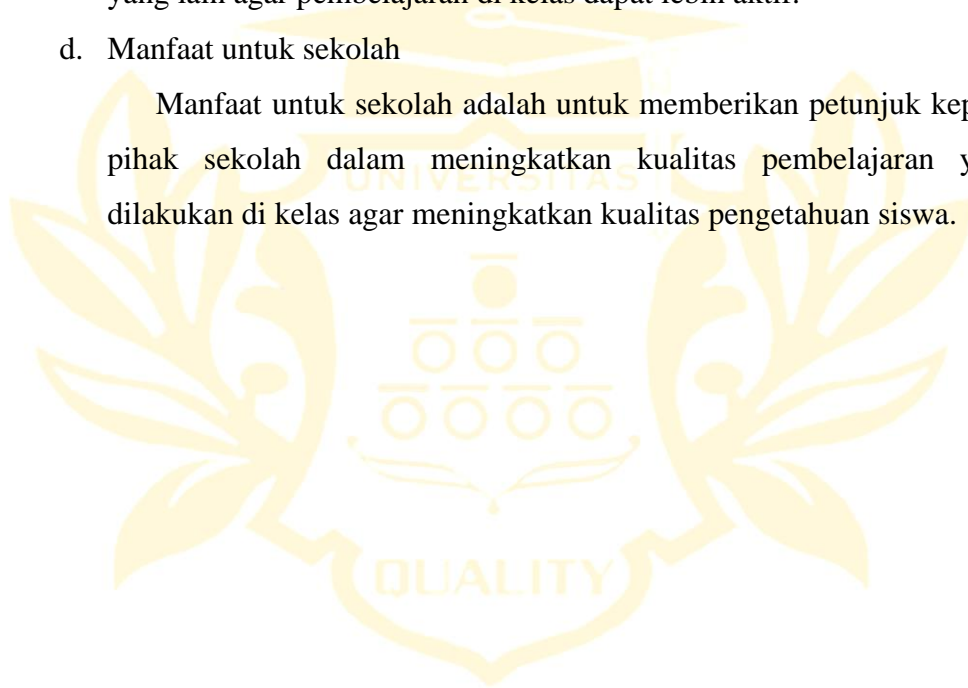 yang lain agar pembelajaran di kelas dapat lebih aktif.
d. Manfaat untuk sekolah
Manfaat untuk sekolah adalah untuk memberikan petunjuk kep
pihak sekolah dalam meningkatkan kualitas pembelajaran y
UNIVERSITAS
dilakukan di kelas agar meningkatkan kualitas pengetahuan siswa.
QUALITY